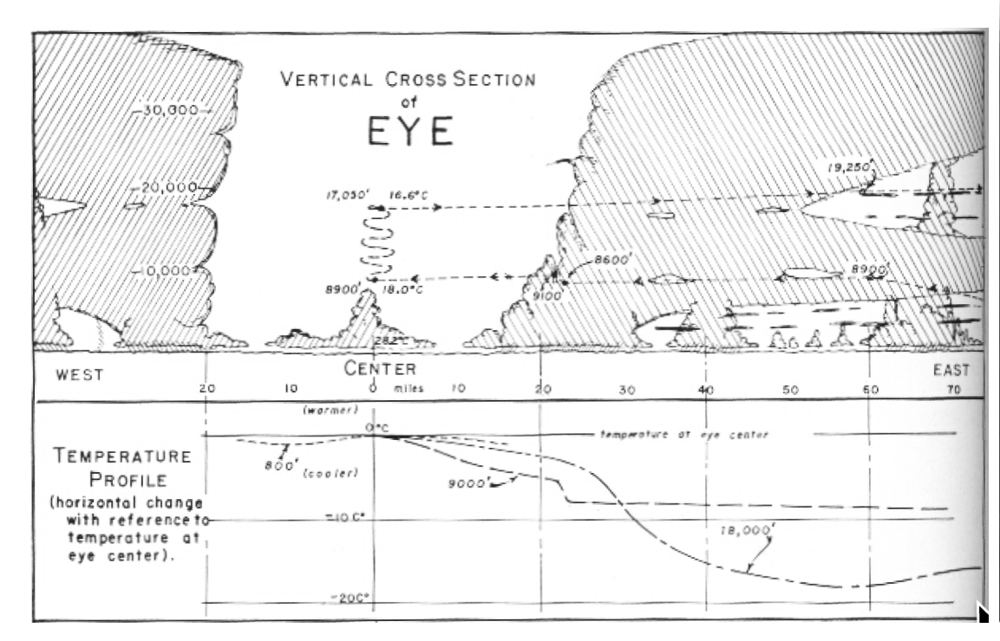 VERTICAL CROSS SECTION
of
EYE
30,000
20,000
10,000
17,050' 16.6°C
19,250'
8600'
8900' 18.0°C
9100'
8900'
28.2°C
WEST
CENTER
EAST
20 10 0 miles 10 20 30 40 50 60 70
(warmer)
0°C
temperature at eye center
TEMPERATURE
PROFILE
(horizontal change
with reference to
temperature at
eye center).
800'
(cooler)
9000'
-10C°
18,000'
-20C°